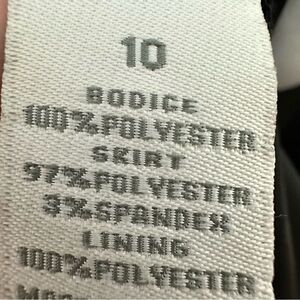 10
BODICE
100%POLYESTER
SKIRT
97%POLYESTER
3%SPANDEX
LINING
100%POLYESTER